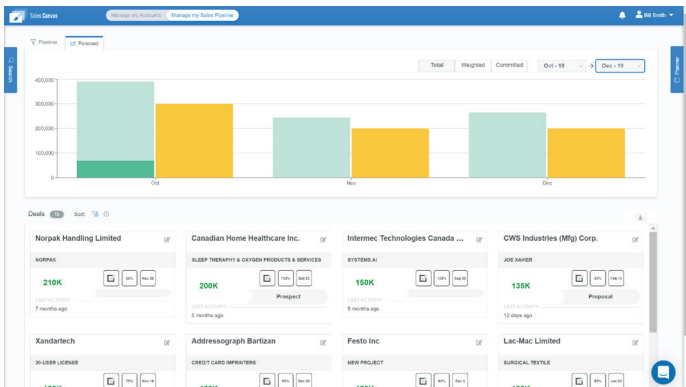 Sales Canvas
Manage my Accounts
Manage my Sales Pipeline
Bill Smith
Pipeline
Forecast
Search
Planner
Total
Weighted
Committed
Oct - 19
Dec - 19
400,000
300,000
200,000
100,000
0
Oct
Nov
Dec
Deals
Sort:
Norpak Handling Limited
NORPAK
210K
LAST ACTIVITY
7 months ago
Canadian Home Healthcare Inc.
SLEEP THERAPHY & OXYGEN PRODUCTS & SERVICES
200K
100%
Prospect
LAST ACTIVITY
5 months ago
Intermec Technologies Canada ...
SYSTEMS AI
150K
100%
LAST ACTIVITY
5 months ago
CWS Industries (Mfg) Corp.
JOE XAVIER
135K
Proposal
LAST ACTIVITY
12 days ago
Xandartech
20-USER LICENSE
Addressograph Bartizan
CREDIT CARD IMPRINTERS
Festo Inc
NEW PROJECT
Lac-Mac Limited
SURGICAL TEXTILE